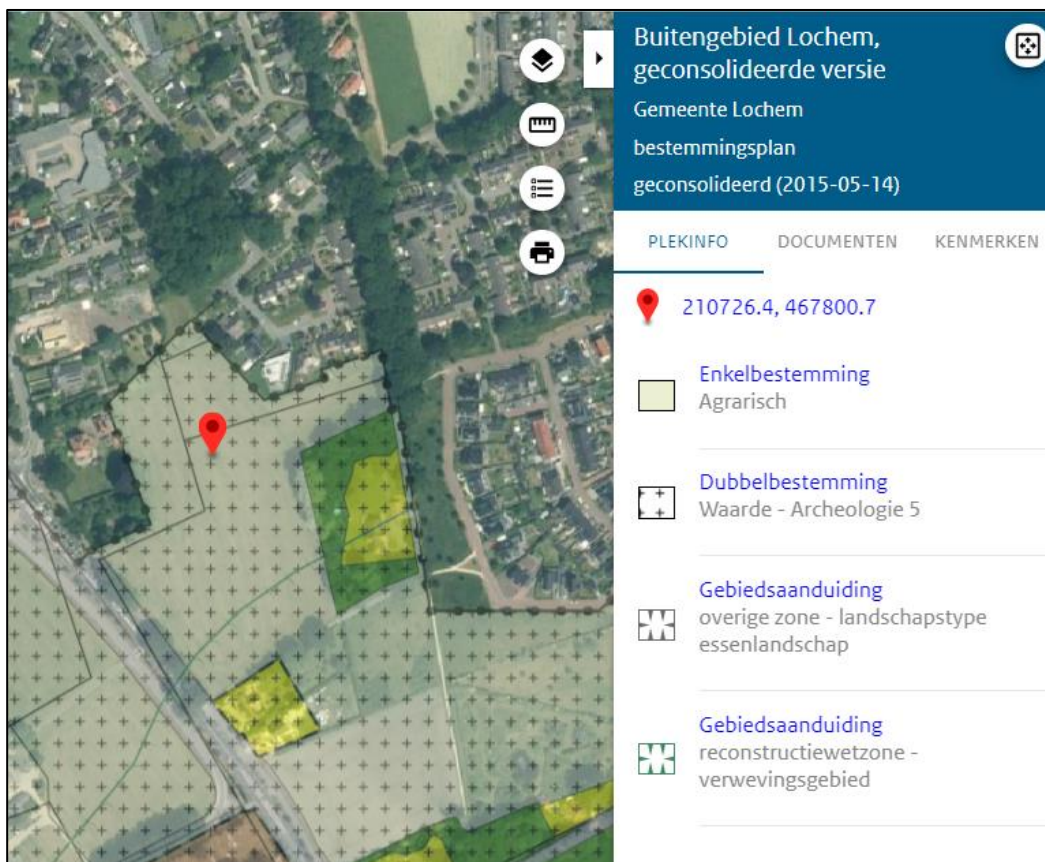 Buitengebied Lochem,
geconsolideerde versie
Gemeente Lochem
bestemmingsplan
geconsolideerd (2015-05-14)
PLEKINFO DOCUMENTEN KENMERKEN
210726.4, 467800.7
Enkelbestemming
Agrarisch
Dubbelbestemming
Waarde - Archeologie 5
Gebiedsaanduiding
overige zone - landschapstype
essenlandschap
Gebiedsaanduiding
reconstructiewetzone -
verwevingsgebied